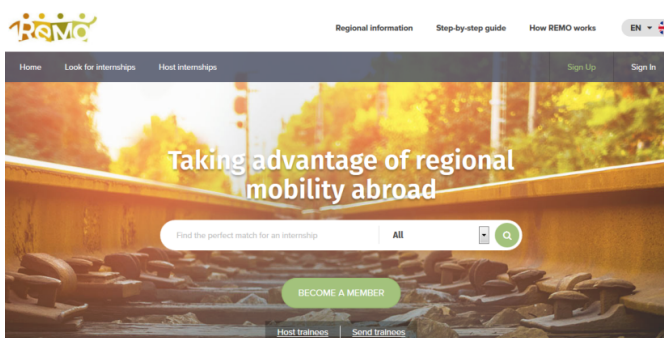 REMO
Regional information Step-by-step guide How REMO works EN
Home Look for internships Host internships Sign Up Sign In
Taking advantage of regional
mobility abroad
Find the perfect match for an internship All
BECOME A MEMBER
Host trainees Send trainees